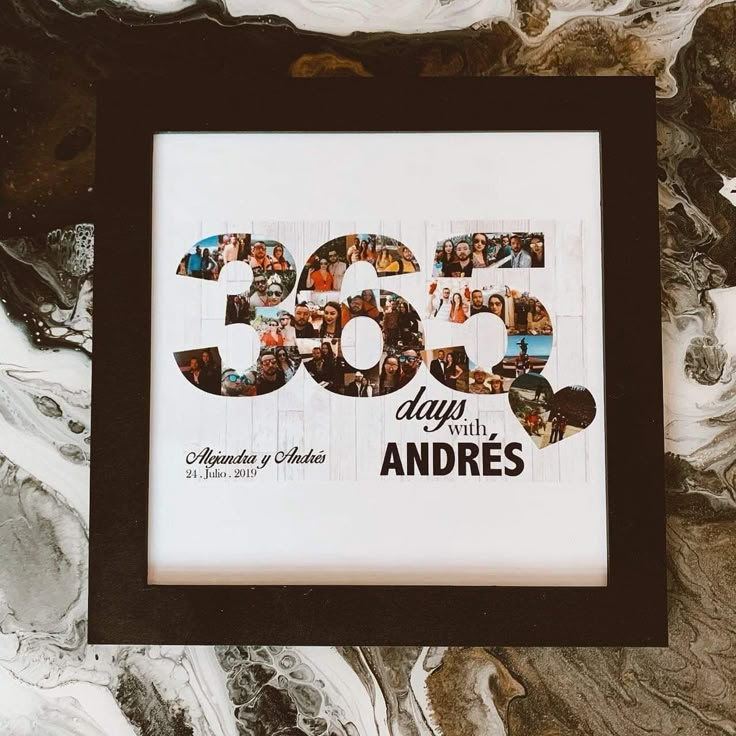 365
days
with
ANDRÉS
Alejandra y Andrés
24 . Julio . 2019